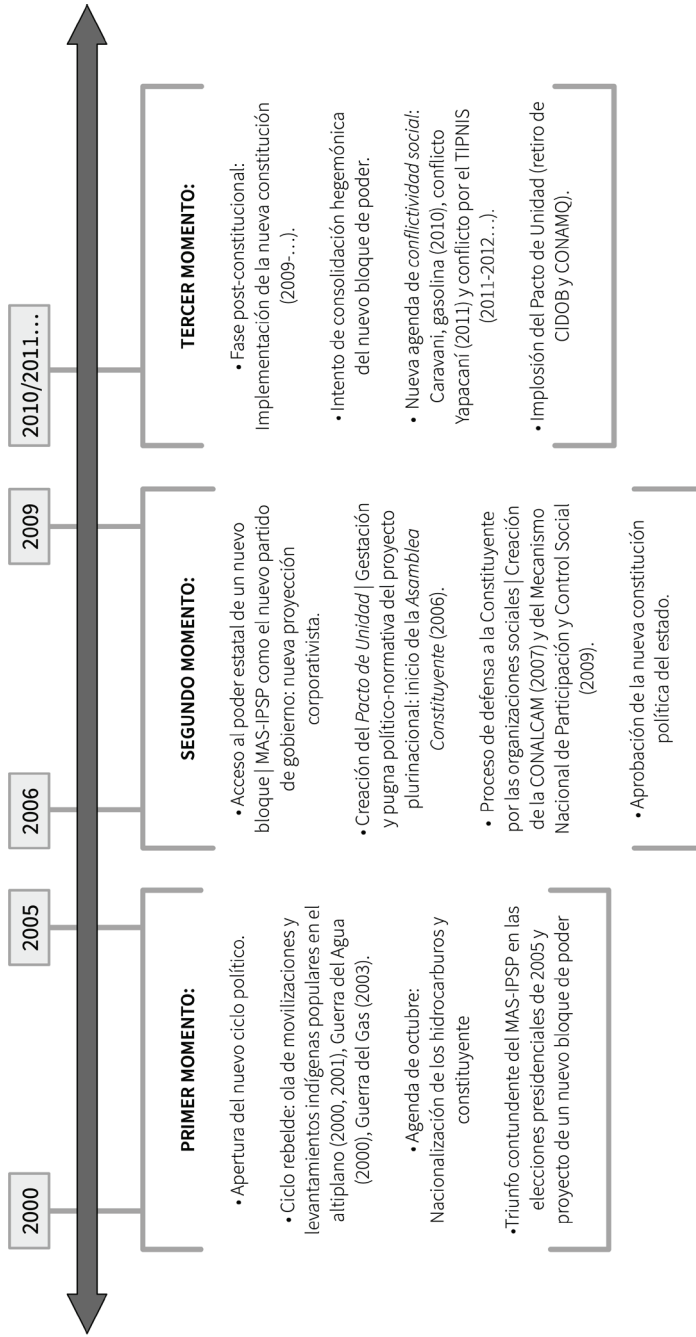 2000
2005
2006
2009
2010/2011...
PRIMER MOMENTO:
• Apertura del nuevo ciclo político.
• Ciclo rebelde: ola de movilizaciones y
levantamientos indígenas populares en el
altiplano (2000, 2001), Guerra del Agua
(2000), Guerra del Gas (2003).
• Agenda de octubre:
Nacionalización de los hidrocarburos y
constituyente
•Triunfo contundente del MAS-IPSP en las
elecciones presidenciales de 2005 y
proyecto de un nuevo bloque de poder
SEGUNDO MOMENTO:
• Acceso al poder estatal de un nuevo
bloque | MAS-IPSP como el nuevo partido
de gobierno: nueva proyección
corporativista.
• Creación del Pacto de Unidad | Gestación
y pugna político-normativa del proyecto
plurinacional: inicio de la Asamblea
Constituyente (2006).
• Proceso de defensa a la Constituyente
por las organizaciones sociales | Creación
de la CONALCAM (2007) y del Mecanismo
Nacional de Participación y Control Social
(2009).
• Aprobación de la nueva constitución
política del estado.
TERCER MOMENTO:
• Fase post-constitucional:
Implementación de la nueva constitución
(2009-...).
• Intento de consolidación hegemónica
del nuevo bloque de poder.
• Nueva agenda de conflictividad social:
Caravani, gasolina (2010), conflicto
Yapacaní (2011) y conflicto por el TIPNIS
(2011-2012...).
• Implosión del Pacto de Unidad (retiro de
CIDOB y CONAMQ).